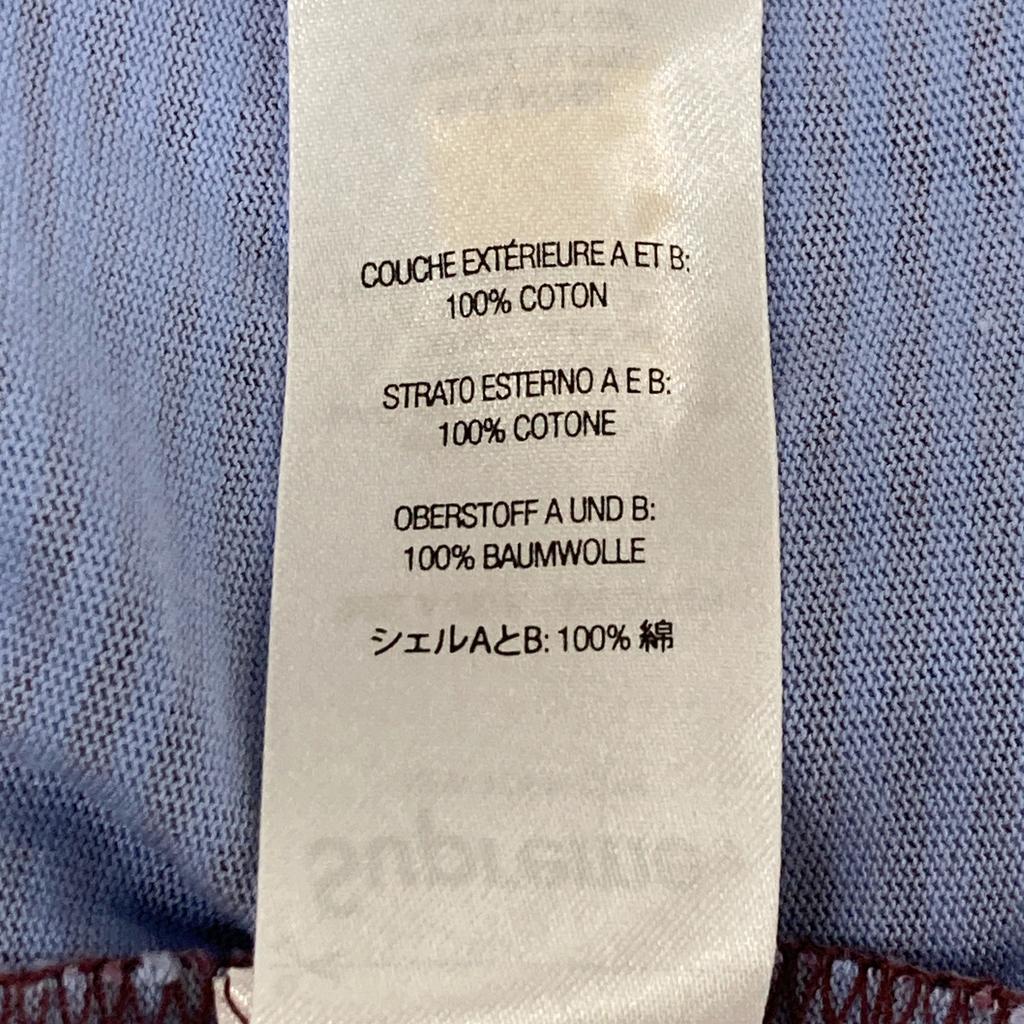 COUCHE EXTÉRIEURE A ET B:
100% COTON
STRATO ESTERNO A E B:
100% COTONE
OBERSTOFF A UND B:
100% BAUMWOLLE
シェルAとB: 100% 綿
Supreme